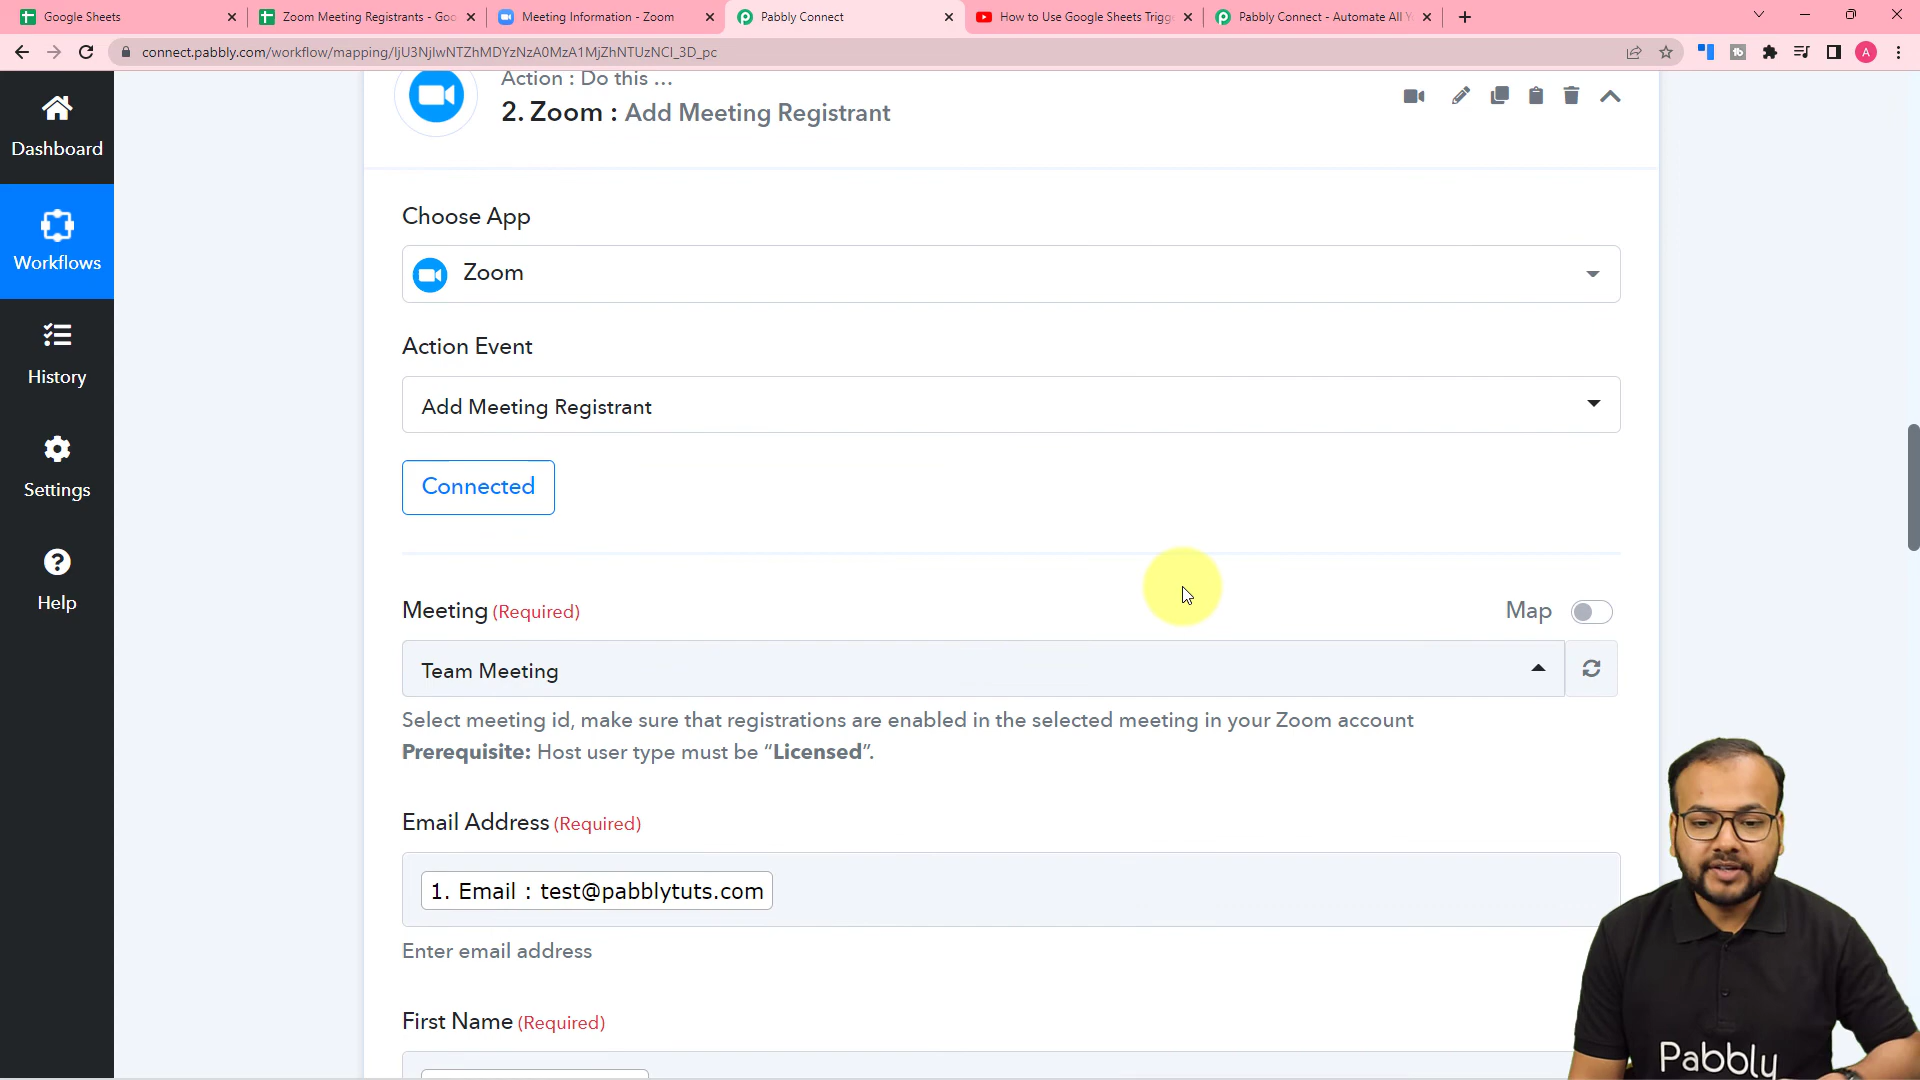 Google Sheets
Zoom Meeting Registrants - Goo
Meeting Information - Zoom
Pabbly Connect
How to Use Google Sheets Trigg
Pabbly Connect - Automate All Y
connect.pabbly.com/workflow/mapping/IjU3NjIwNTZhMDYzNzA0MzA1MjZhNTUzNCI_3D_pc
A
Dashboard
Workflows
History
Settings
Help
Action : Do this ...
2. Zoom : Add Meeting Registrant
Choose App
Zoom
Action Event
Add Meeting Registrant
Connected
Meeting (Required)
Map
Team Meeting
Select meeting id, make sure that registrations are enabled in the selected meeting in your Zoom account
Prerequisite: Host user type must be “Licensed”.
Email Address (Required)
1. Email : test@pabblytuts.com
Enter email address
First Name (Required)
Pabbly